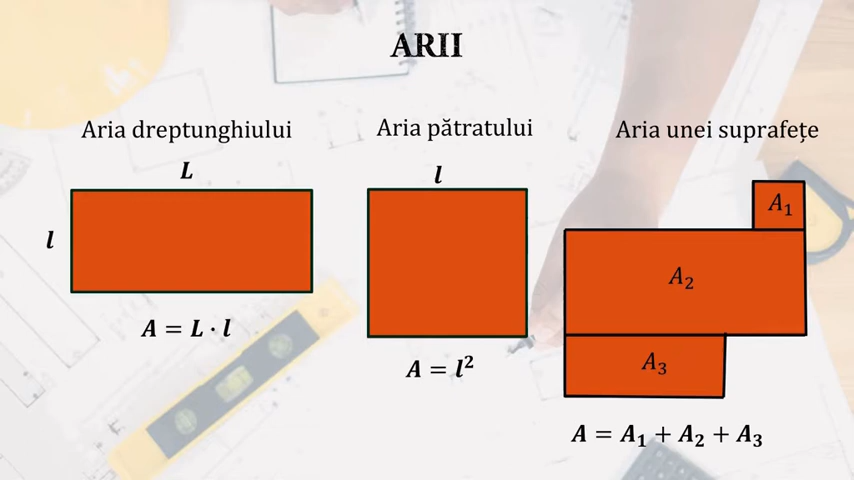 ARII
Aria dreptunghiului
L
l
A = L · l
Aria pătratului
l
A = l²
Aria unei suprafețe
A₁
A₂
A₃
A = A₁ + A₂ + A₃